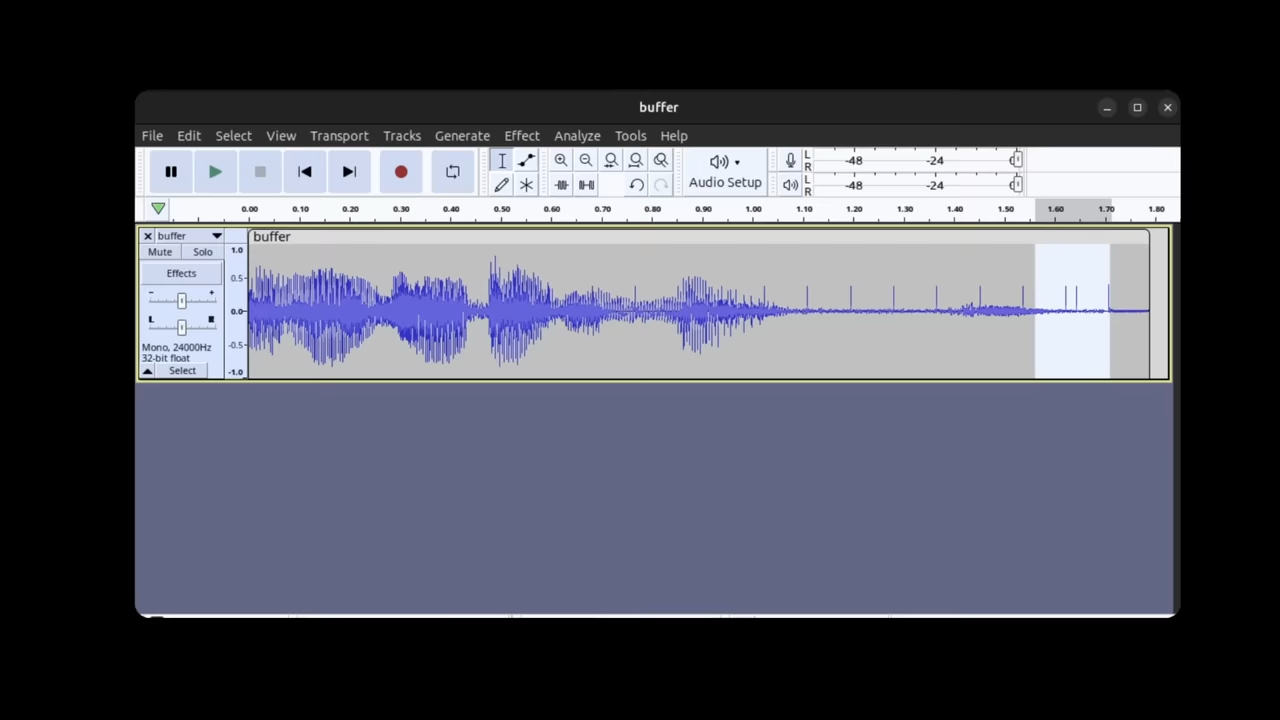 buffer
File Edit Select View Transport Tracks Generate Effect Analyze Tools Help
L
R
-48 -24 0
Audio Setup
L
R
-48 -24 0
0.00 0.10 0.20 0.30 0.40 0.50 0.60 0.70 0.80 0.90 1.00 1.10 1.20 1.30 1.40 1.50 1.60 1.70 1.80
buffer
buffer
Mute Solo
Effects
- +
L R
Mono, 24000Hz
32-bit float
Select
1.0
0.5
0.0
-0.5
-1.0